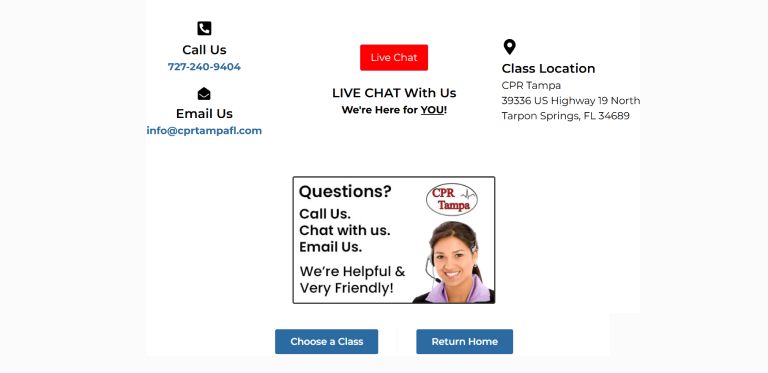 Call Us
727-240-9404
Email Us
info@cprtampafl.com
Live Chat
LIVE CHAT With Us
We're Here for YOU!
Class Location
CPR Tampa
39336 US Highway 19 North
Tarpon Springs, FL 34689
Questions?
Call Us.
Chat with us.
Email Us.
We're Helpful &
Very Friendly!
CPR
Tampa
Choose a Class
Return Home